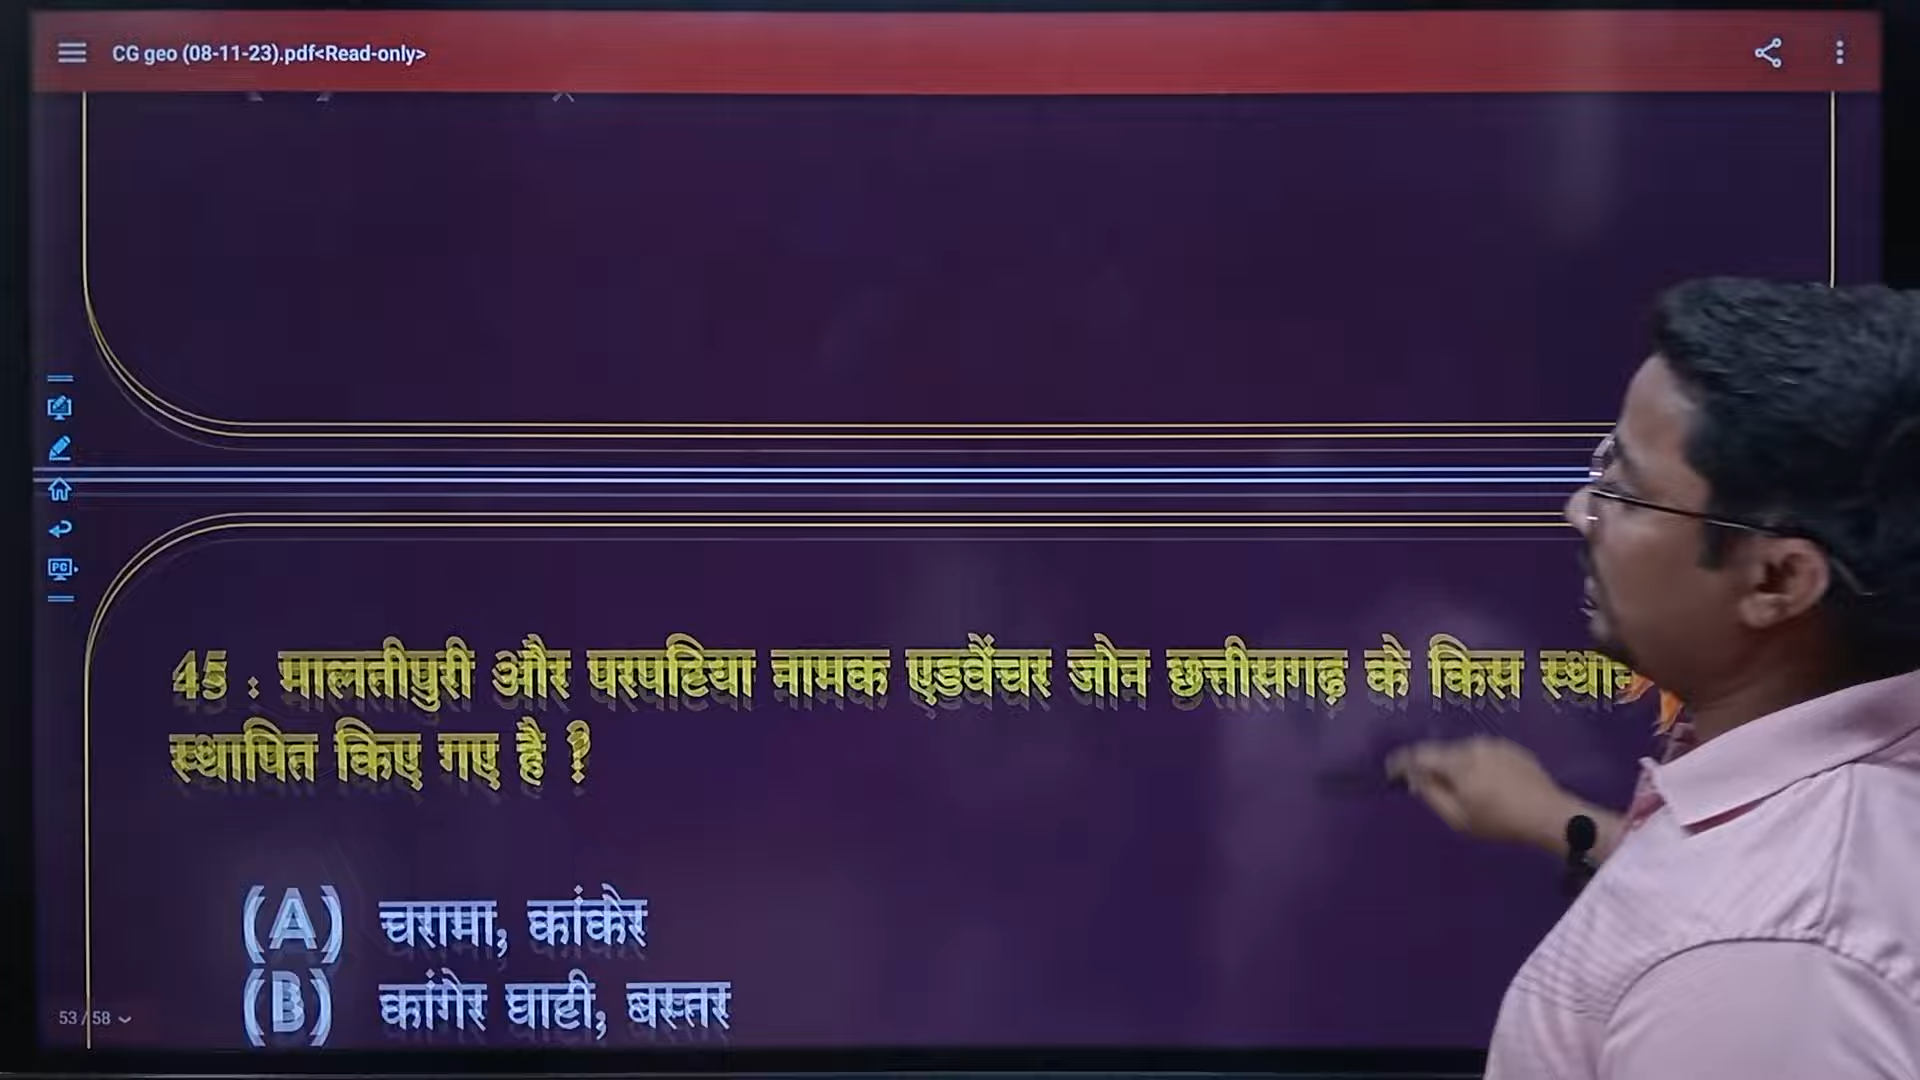 CG geo (08-11-23).pdf<Read-only>
PC
45 : मालतीपुरी और परपटिया नामक एडवेंचर जोन छत्तीसगढ़ के किस
स्थापित किए गए है ?
(A) चरामा, कांकेर
(B) कांगेर घाटी, बस्तर
53 / 58